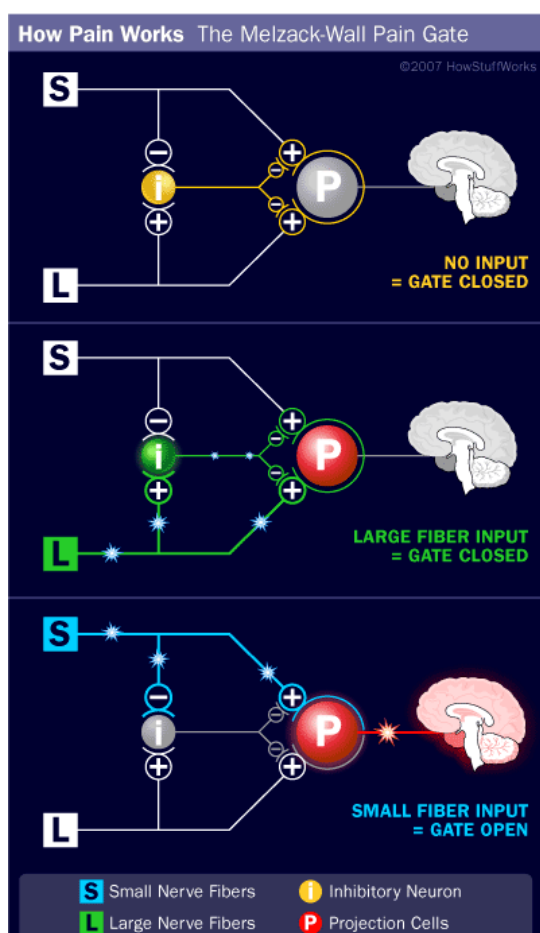 How Pain Works The Melzack-Wall Pain Gate
©2007 HowStuffWorks
S
−
+
i
−
−
P
+
+
L
NO INPUT
= GATE CLOSED
S
−
+
i
−
−
P
+
+
L
LARGE FIBER INPUT
= GATE CLOSED
S
−
+
i
−
−
P
+
+
L
SMALL FIBER INPUT
= GATE OPEN
S Small Nerve Fibers
i Inhibitory Neuron
L Large Nerve Fibers
P Projection Cells